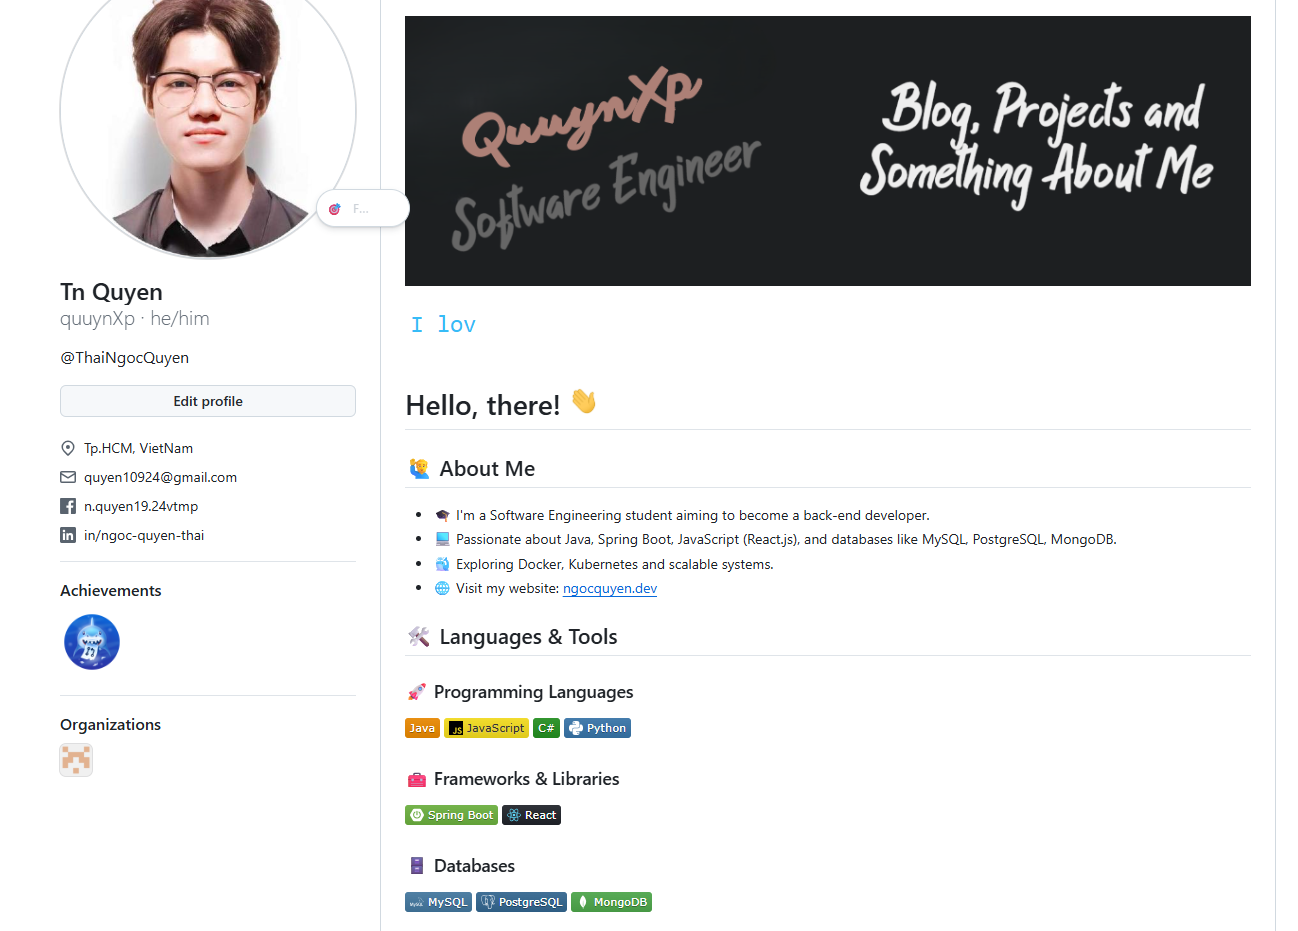 QuuynXp
Software Engineer
Blog, Projects and
Something About Me
F...
Tn Quyen
quuynXp · he/him
@ThaiNgocQuyen
Edit profile
Tp.HCM, VietNam
quyen10924@gmail.com
n.quyen19.24vtmp
in/ngoc-quyen-thai
Achievements
Organizations
I lov
Hello, there! 👋
🙋‍♂️ About Me
• 🎓 I'm a Software Engineering student aiming to become a back-end developer.
• 💻 Passionate about Java, Spring Boot, JavaScript (React.js), and databases like MySQL, PostgreSQL, MongoDB.
• Exploring Docker, Kubernetes and scalable systems.
• 🌐 Visit my website: ngocquyen.dev
🛠️ Languages & Tools
🚀 Programming Languages
Java JS JavaScript C# Python
🧰 Frameworks & Libraries
Spring Boot React
🗄️ Databases
MySQL PostgreSQL MongoDB